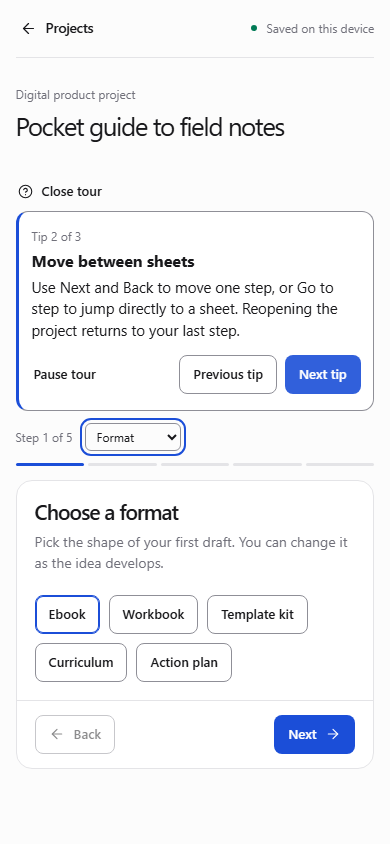 Projects
Saved on this device
Digital product project
Pocket guide to field notes
Close tour
Tip 2 of 3
Move between sheets
Use Next and Back to move one step, or Go to
step to jump directly to a sheet. Reopening the
project returns to your last step.
Pause tour
Previous tip
Next tip
Step 1 of 5
Format
Choose a format
Pick the shape of your first draft. You can change it
as the idea develops.
Ebook
Workbook
Template kit
Curriculum
Action plan
Back
Next